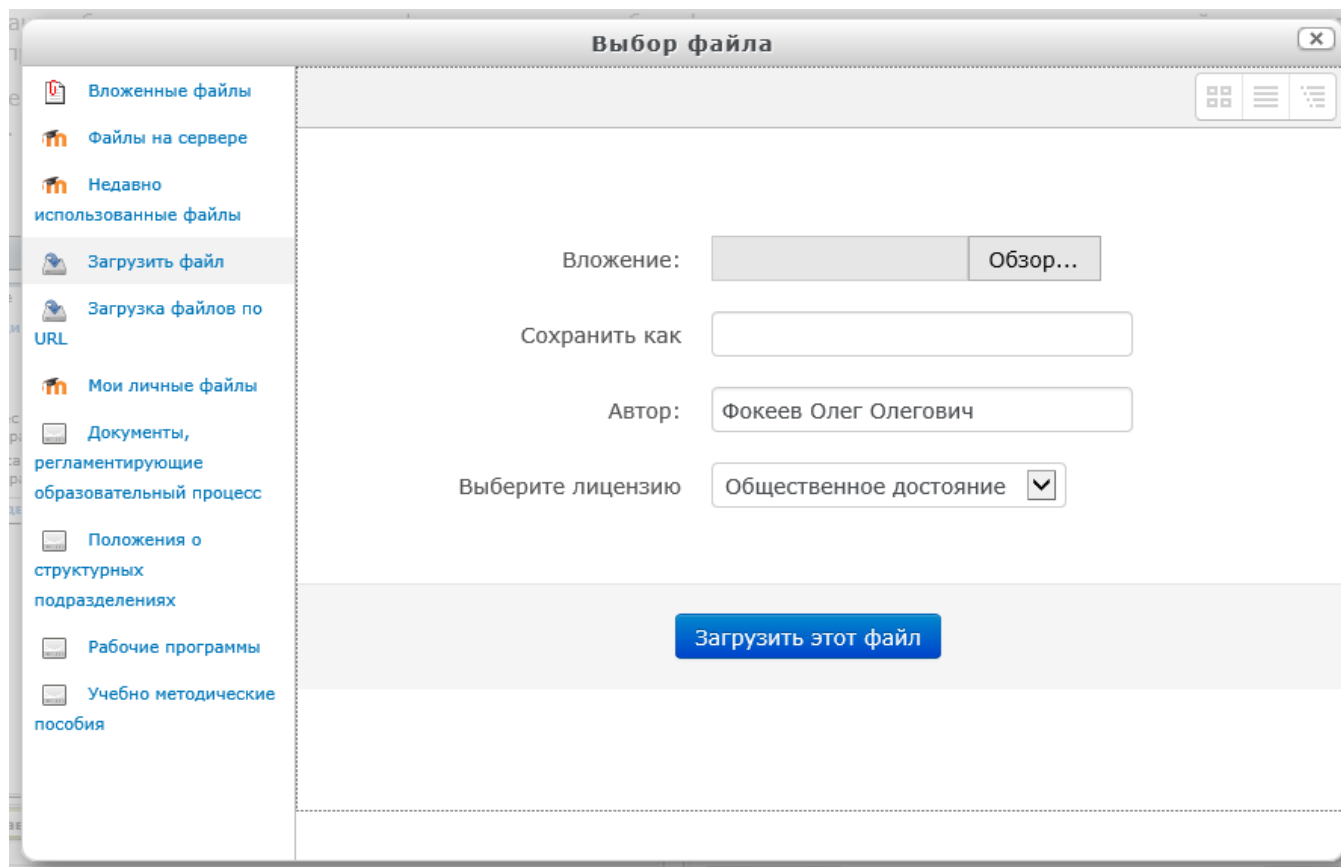 Выбор файла
Вложенные файлы
Файлы на сервере
Недавно
использованные файлы
Загрузить файл
Загрузка файлов по
URL
Мои личные файлы
Документы,
регламентирующие
образовательный процесс
Положения о
структурных
подразделениях
Рабочие программы
Учебно методические
пособия
Вложение:
Обзор...
Сохранить как
Автор:
Фокеев Олег Олегович
Выберите лицензию
Общественное достояние
Загрузить этот файл